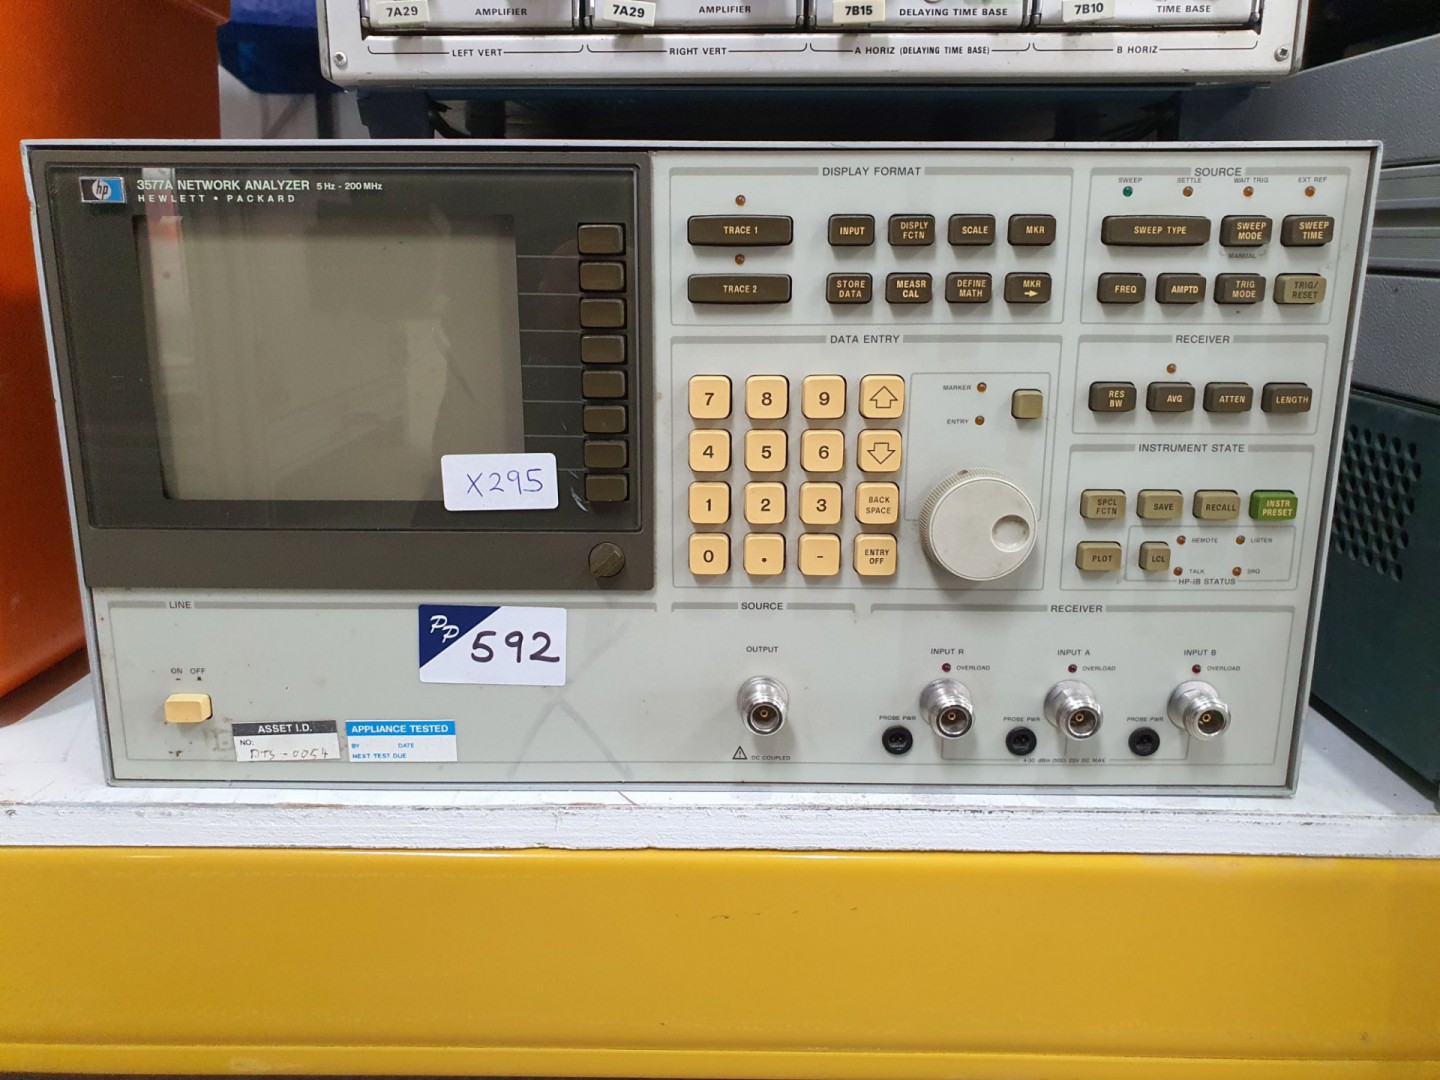 7A29 AMPLIFIER 7A29 AMPLIFIER 7B15 DELAYING TIME BASE 7B10 TIME BASE
LEFT VERT RIGHT VERT A HORIZ (DELAYING TIME BASE) B HORIZ
hp 3577A NETWORK ANALYZER 5 Hz - 200 MHz
HEWLETT • PACKARD
X295
DISPLAY FORMAT
TRACE 1 INPUT DISPLY FCTN SCALE MKR
TRACE 2 STORE DATA MEASR CAL DEFINE MATH MKR →
SOURCE
SWEEP SETTLE WAIT TRIG EXT REF
SWEEP TYPE SWEEP MODE SWEEP TIME
MANUAL
FREQ AMPTD TRIG MODE TRIG/ RESET
DATA ENTRY
7 8 9
4 5 6
1 2 3 BACK SPACE
0 . - ENTRY OFF
MARKER
ENTRY
RECEIVER
RES BW AVG ATTEN LENGTH
INSTRUMENT STATE
SPCL FCTN SAVE RECALL INSTR PRESET
PLOT LCL REMOTE LISTEN
TALK SRQ
HP-IB STATUS
LINE
ON OFF
PP 592
ASSET I.D.
NO: DTS-0054
APPLIANCE TESTED
BY DATE
NEXT TEST DUE
SOURCE
OUTPUT
DC COUPLED
RECEIVER
INPUT R INPUT A INPUT B
OVERLOAD OVERLOAD OVERLOAD
PROBE PWR PROBE PWR PROBE PWR